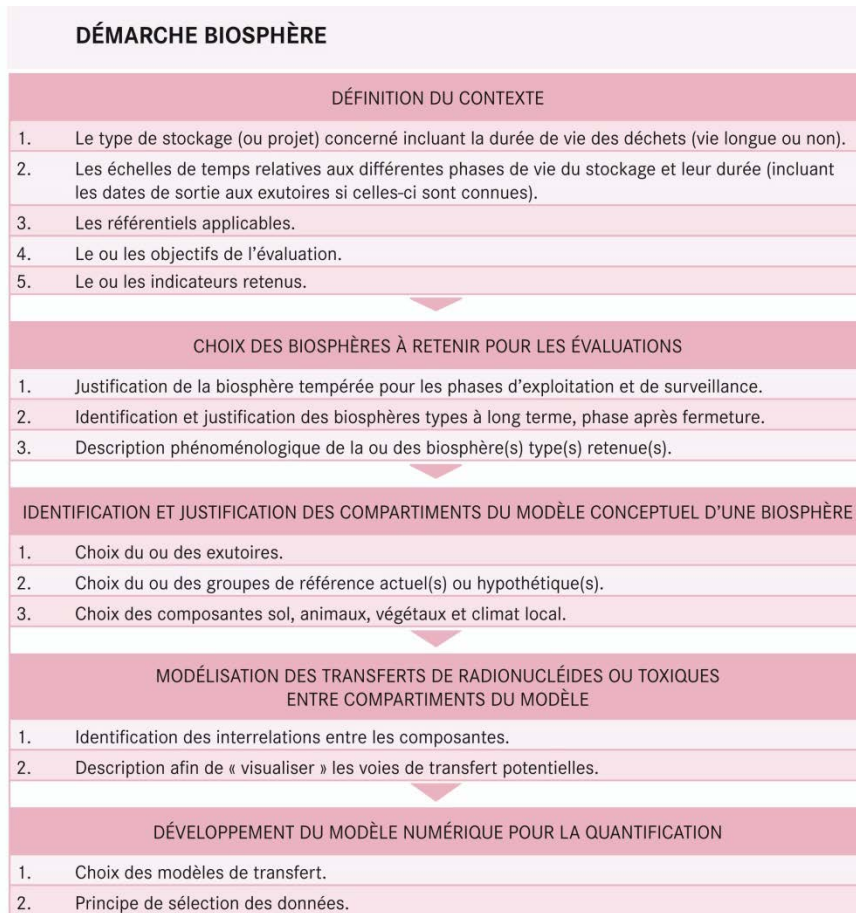 DÉMARCHE BIOSPHÈRE
DÉFINITION DU CONTEXTE
1. Le type de stockage (ou projet) concerné incluant la durée de vie des déchets (vie longue ou non).
2. Les échelles de temps relatives aux différentes phases de vie du stockage et leur durée (incluant
les dates de sortie aux exutoires si celles-ci sont connues).
3. Les référentiels applicables.
4. Le ou les objectifs de l’évaluation.
5. Le ou les indicateurs retenus.
CHOIX DES BIOSPHÈRES À RETENIR POUR LES ÉVALUATIONS
1. Justification de la biosphère tempérée pour les phases d’exploitation et de surveillance.
2. Identification et justification des biosphères types à long terme, phase après fermeture.
3. Description phénoménologique de la ou des biosphère(s) type(s) retenue(s).
IDENTIFICATION ET JUSTIFICATION DES COMPARTIMENTS DU MODÈLE CONCEPTUEL D’UNE BIOSPHÈRE
1. Choix du ou des exutoires.
2. Choix du ou des groupes de référence actuel(s) ou hypothétique(s).
3. Choix des composantes sol, animaux, végétaux et climat local.
MODÉLISATION DES TRANSFERTS DE RADIONUCLÉIDES OU TOXIQUES
ENTRE COMPARTIMENTS DU MODÈLE
1. Identification des interrelations entre les composantes.
2. Description afin de « visualiser » les voies de transfert potentielles.
DÉVELOPPEMENT DU MODÈLE NUMÉRIQUE POUR LA QUANTIFICATION
1. Choix des modèles de transfert.
2. Principe de sélection des données.